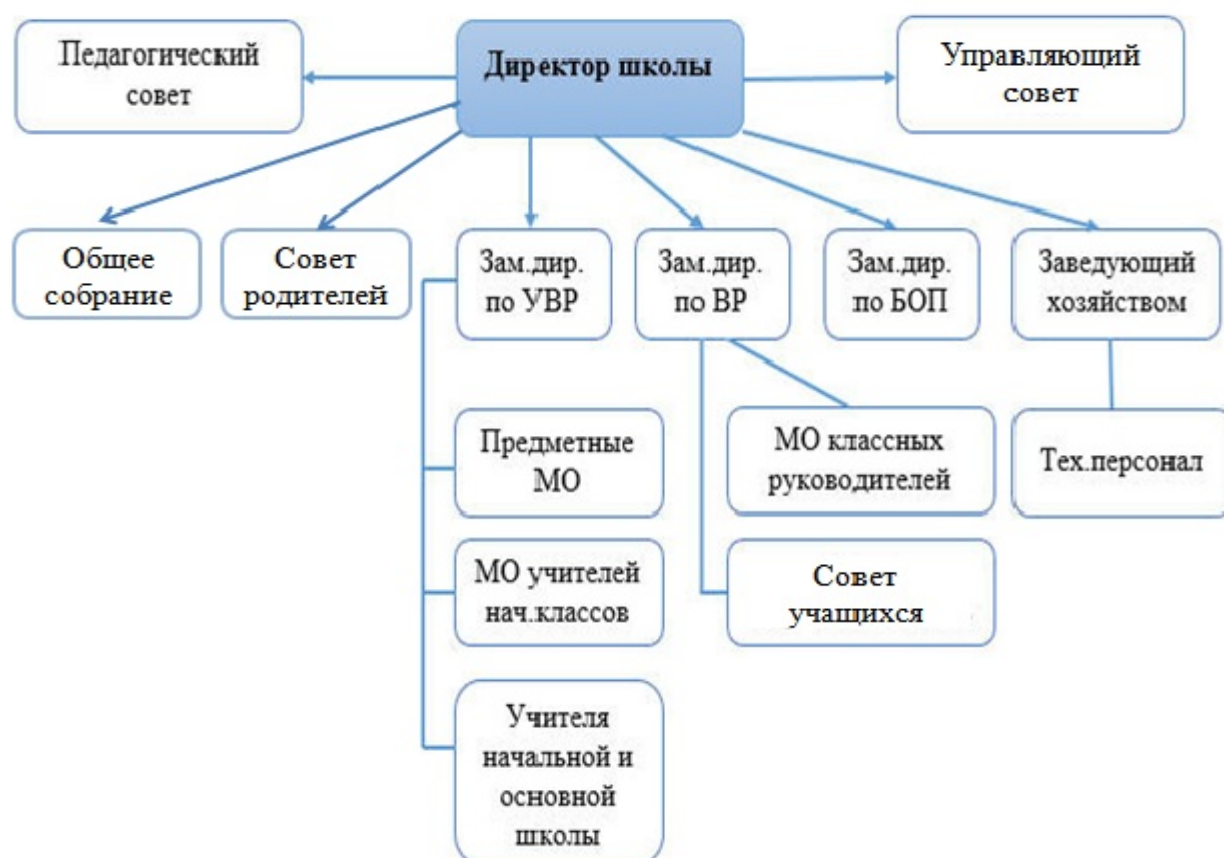 Педагогический
совет
Директор школы
Управляющий
совет
Общее
собрание
Совет
родителей
Зам.дир.
по УВР
Зам.дир.
по ВР
Зам.дир.
по БОП
Заведующий
хозяйством
Предметные
МО
МО классных
руководителей
Тех.персонал
МО учителей
нач.классов
Совет
учащихся
Учителя
начальной и
основной
школы